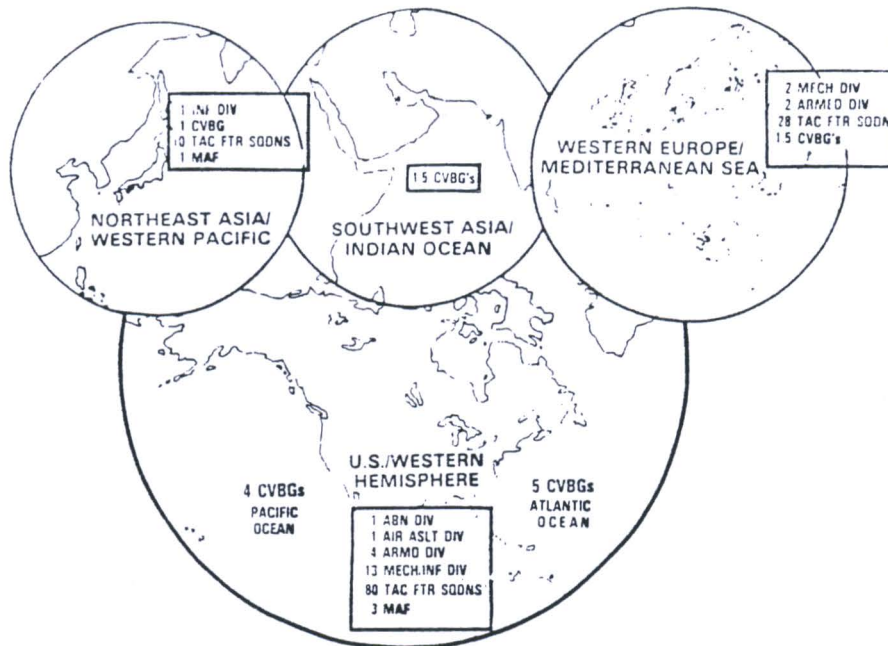 1 INF DIV
1 CVBG
10 TAC FTR SQDNS
1 MAF
NORTHEAST ASIA/
WESTERN PACIFIC
1.5 CVBG's
SOUTHWEST ASIA/
INDIAN OCEAN
2 MECH DIV
2 ARMED DIV
28 TAC FTR SQDN
1.5 CVBG's
WESTERN EUROPE/
MEDITERRANEAN SEA
U.S./WESTERN
HEMISPHERE
4 CVBGs
PACIFIC
OCEAN
5 CVBGs
ATLANTIC
OCEAN
1 ABN DIV
1 AIR ASLT DIV
4 ARMD DIV
13 MECH.INF DIV
80 TAC FTR SQDNS
3 MAF